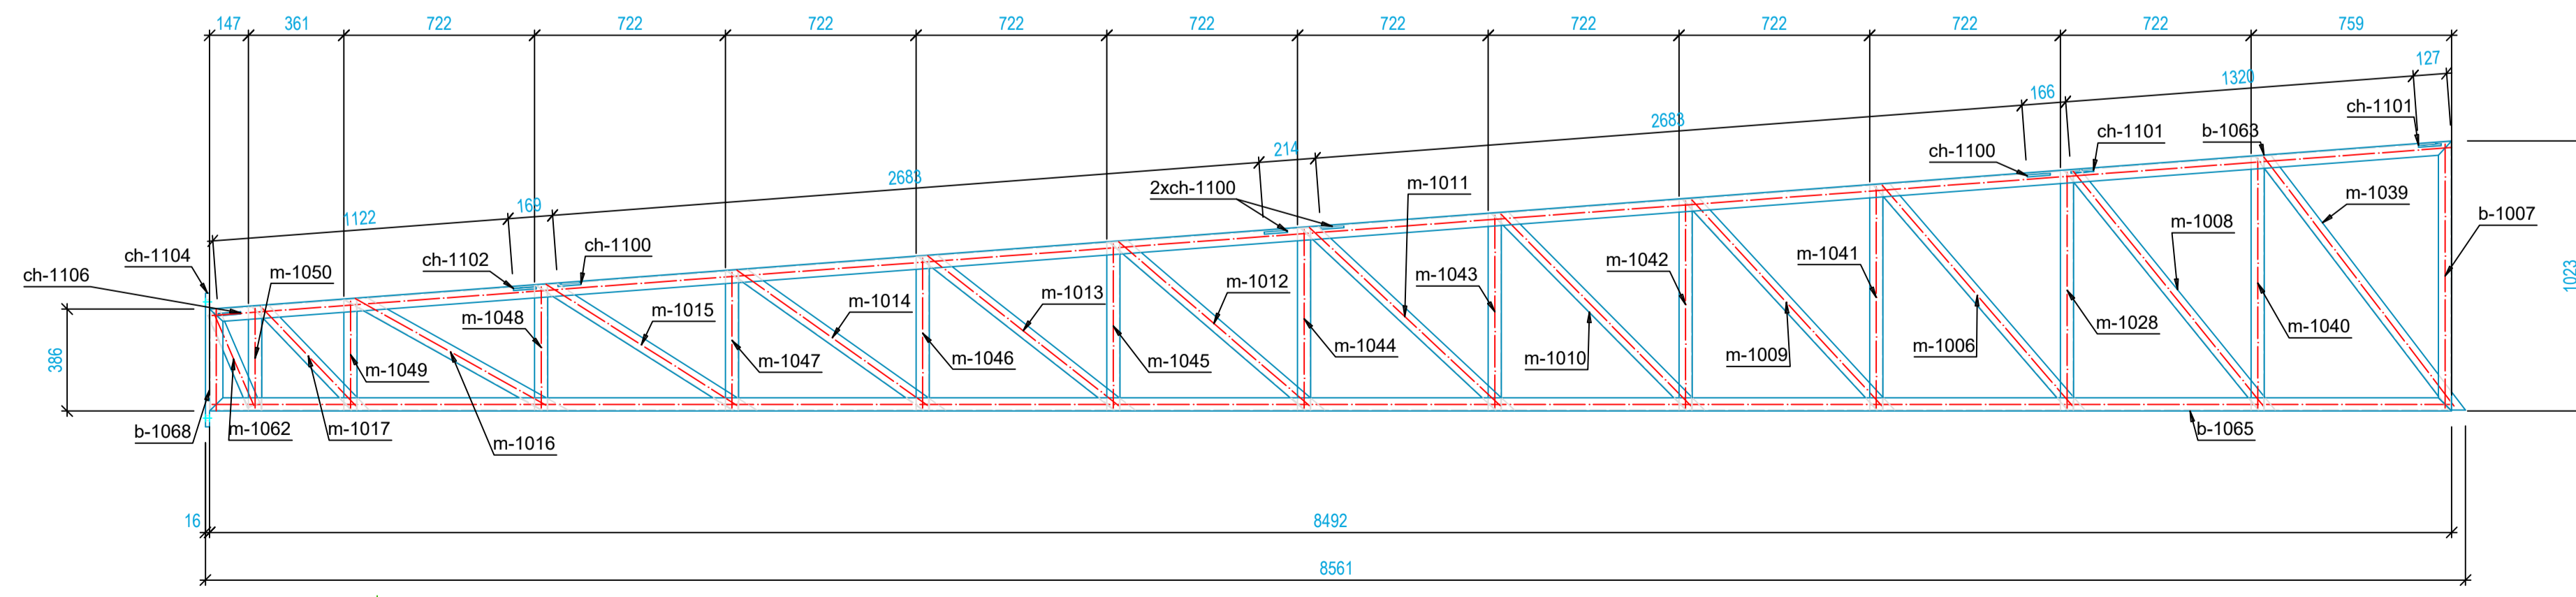 147 361 722 722 722 722 722 722 722 722 722 722 759
127
1320
166
2683
214
2683
169
1122
ch-1101
b-1063
ch-1101
ch-1100
m-1011
2xch-1100
m-1039
b-1007
m-1008
ch-1100
ch-1102
ch-1104
m-1050
ch-1106
m-1042
m-1041
m-1043
m-1012
m-1013
m-1014
m-1015
m-1048
1023
386
m-1028
m-1040
m-1006
m-1009
m-1010
m-1044
m-1045
m-1046
m-1047
m-1049
b-1068
m-1062
m-1017
m-1016
b-1065
16
8492
8561